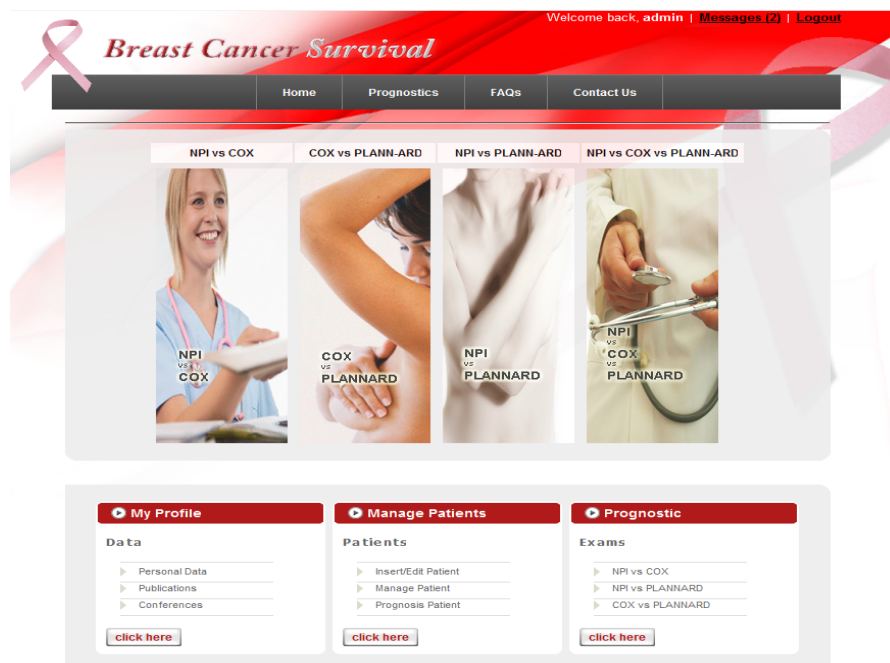 Welcome back, admin | Messages (2) | Logout
Breast Cancer Survival
Home Prognostics FAQs Contact Us
NPI vs COX COX vs PLANN-ARD NPI vs PLANN-ARD NPI vs COX vs PLANN-ARD
NPI
vs
COX
COX
vs
PLANNARD
NPI
vs
PLANNARD
NPI
vs
COX
vs
PLANNARD
My Profile
Data
Personal Data
Publications
Conferences
click here
Manage Patients
Patients
Insert/Edit Patient
Manage Patient
Prognosis Patient
click here
Prognostic
Exams
NPI vs COX
NPI vs PLANNARD
COX vs PLANNARD
click here